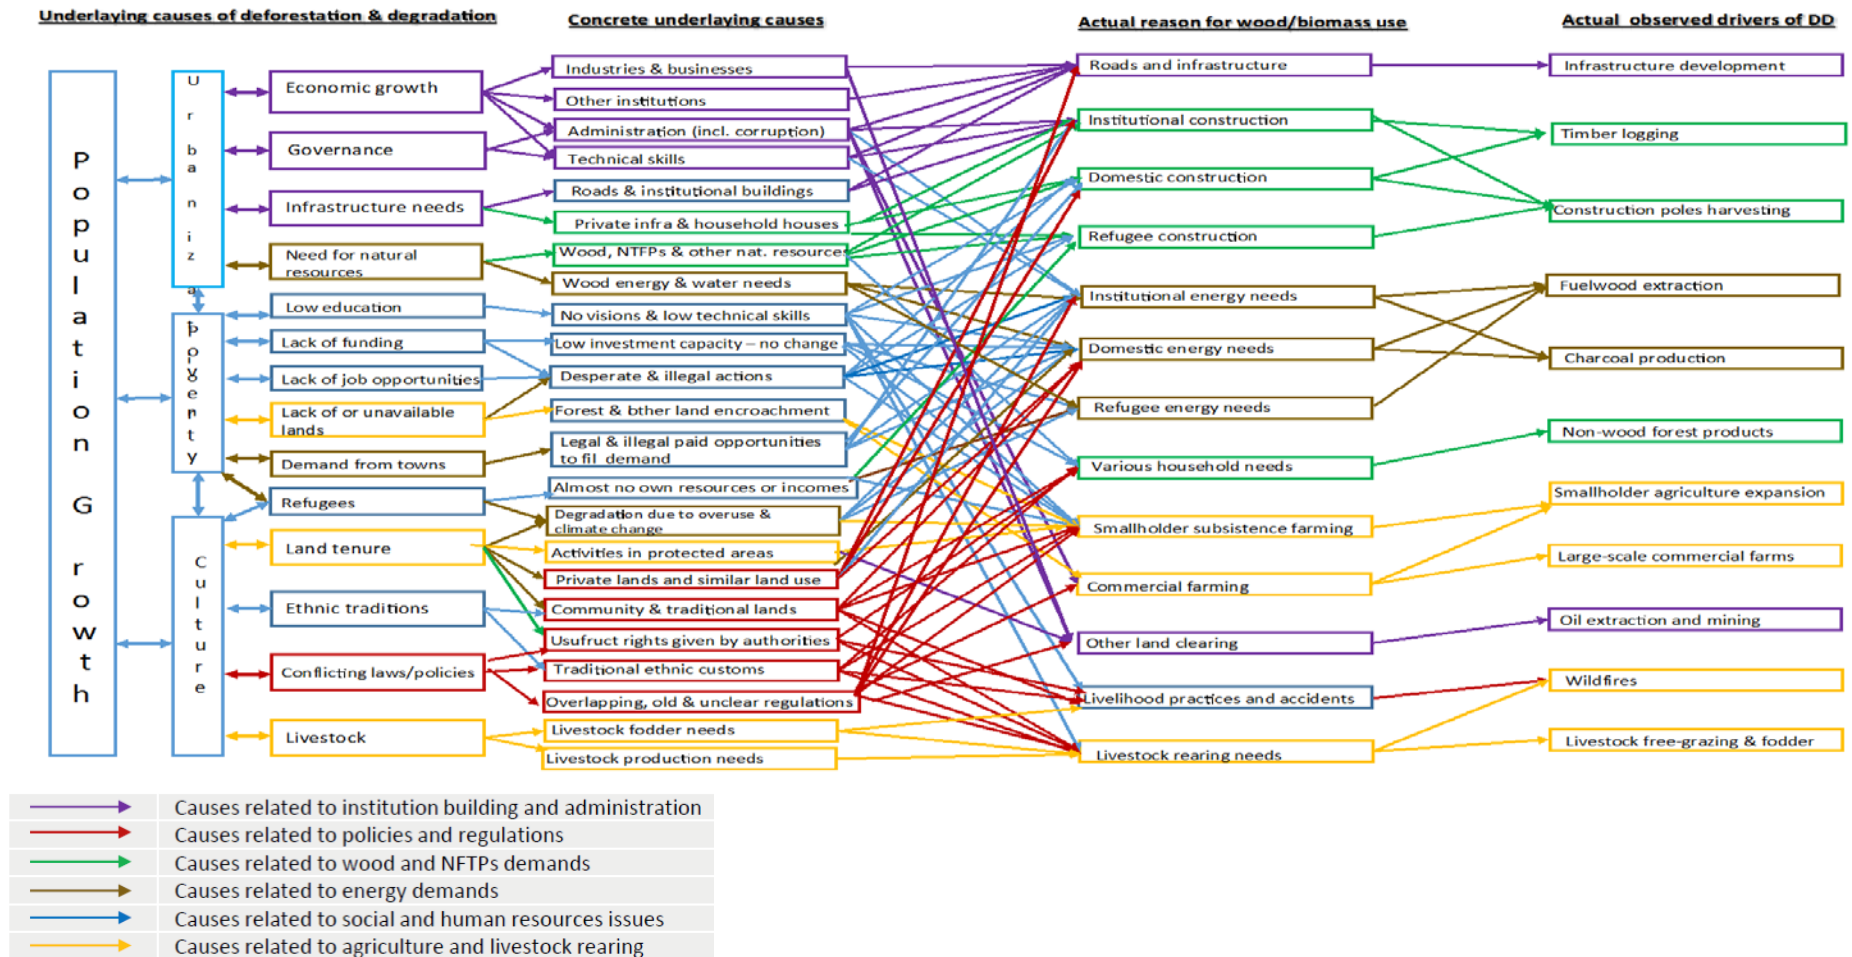 Underlaying causes of deforestation & degradation
Concrete underlaying causes
Actual reason for wood/biomass use
Actual observed drivers of DD
Population Growth
Urbaniza
Poverty
Culture
Economic growth
Governance
Infrastructure needs
Need for natural
resources
Low education
Lack of funding
Lack of job opportunities
Lack of or unavailable
lands
Demand from towns
Refugees
Land tenure
Ethnic traditions
Conflicting laws/policies
Livestock
Industries & businesses
Other institutions
Administration (incl. corruption)
Technical skills
Roads & institutional buildings
Private infra & household houses
Wood, NTFPs & other nat. resources
Wood energy & water needs
No visions & low technical skills
Low investment capacity – no change
Desperate & illegal actions
Forest & bther land encroachment
Legal & illegal paid opportunities
to fil demand
Almost no own resources or incomes
Degradation due to overuse &
climate change
Activities in protected areas
Private lands and similar land use
Community & traditional lands
Usufruct rights given by authorities
Traditional ethnic customs
Overlapping, old & unclear regulations
Livestock fodder needs
Livestock production needs
Roads and infrastructure
Institutional construction
Domestic construction
Refugee construction
Institutional energy needs
Domestic energy needs
Refugee energy needs
Various household needs
Smallholder subsistence farming
Commercial farming
Other land clearing
Livelihood practices and accidents
Livestock rearing needs
Infrastructure development
Timber logging
Construction poles harvesting
Fuelwood extraction
Charcoal production
Non-wood forest products
Smallholder agriculture expansion
Large-scale commercial farms
Oil extraction and mining
Wildfires
Livestock free-grazing & fodder
Causes related to institution building and administration
Causes related to policies and regulations
Causes related to wood and NFTPs demands
Causes related to energy demands
Causes related to social and human resources issues
Causes related to agriculture and livestock rearing